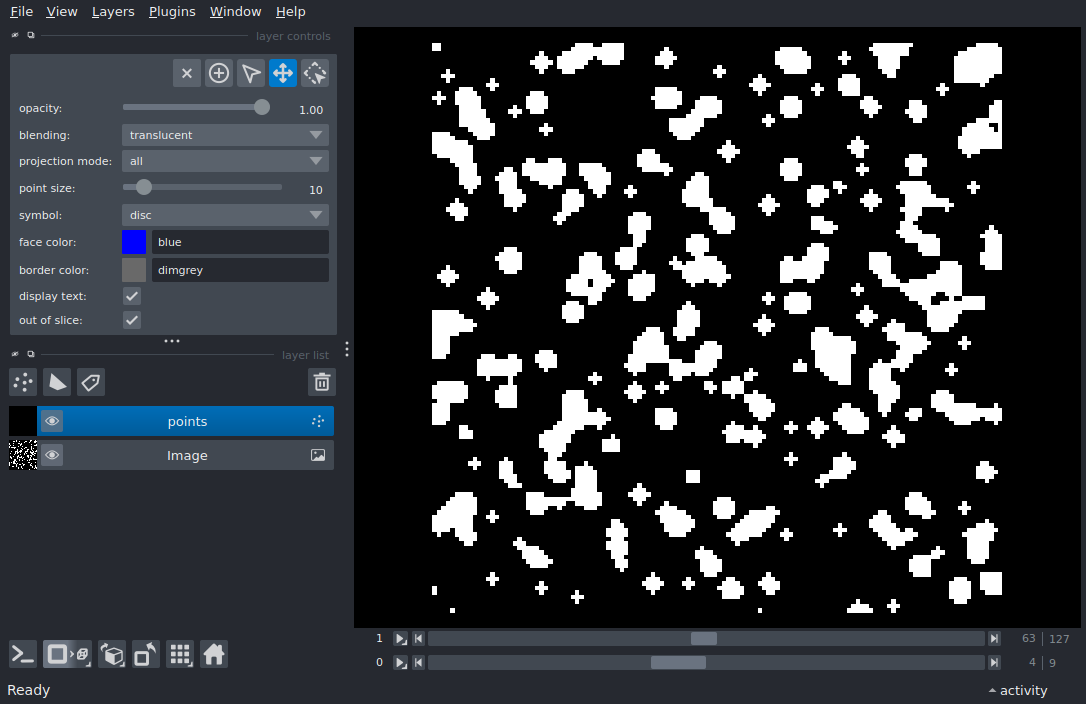 File View Layers Plugins Window Help
layer controls
opacity: 1.00
blending: translucent
projection mode: all
point size: 10
symbol: disc
face color: blue
border color: dimgrey
display text:
out of slice:
layer list
points
Image
1 63 127
0 4 9
Ready activity